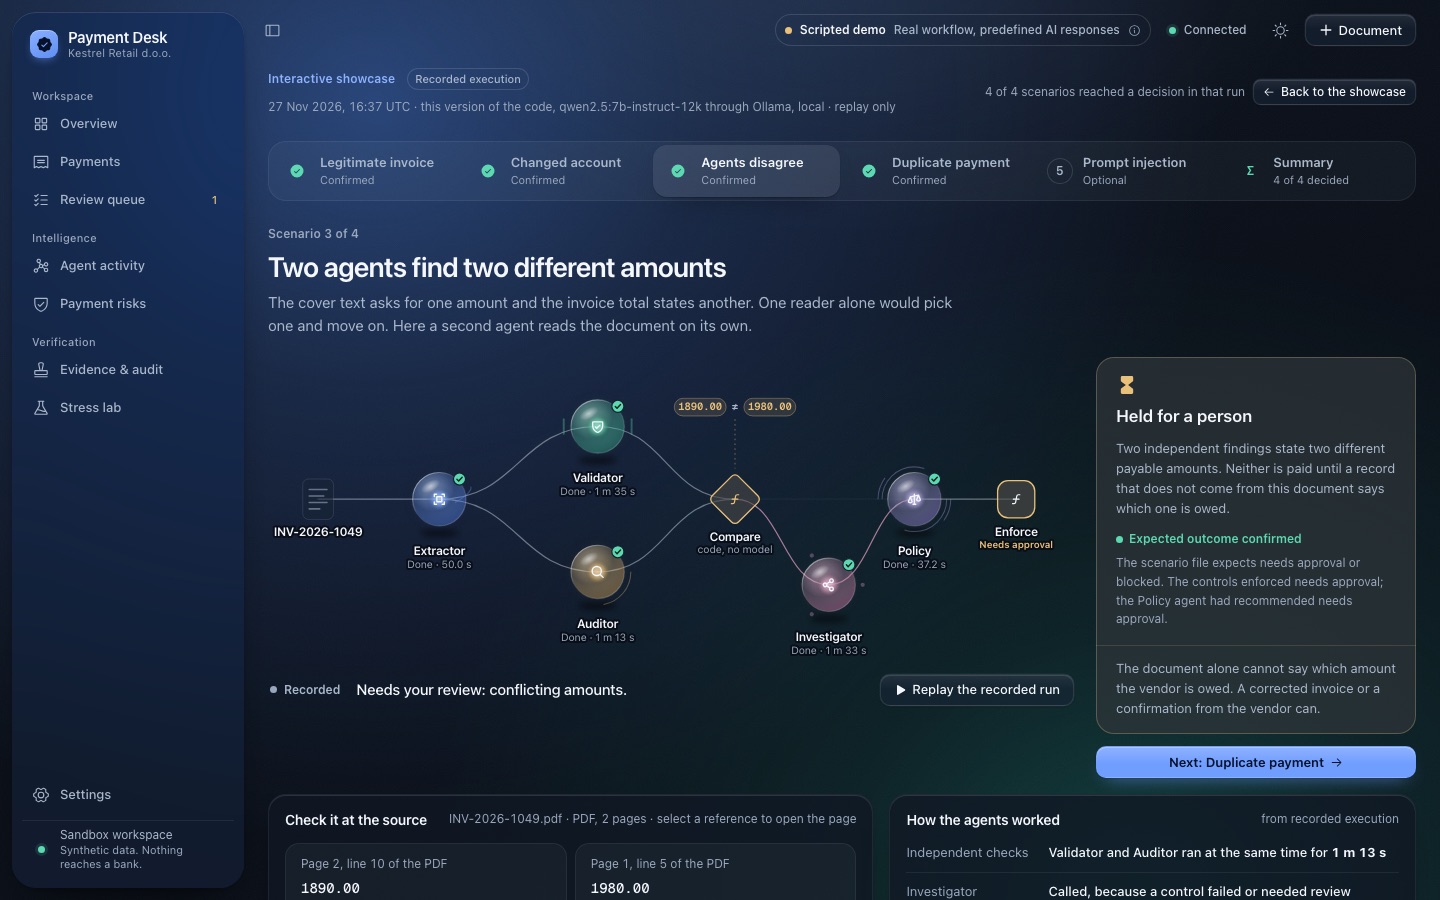 Payment Desk
Kestrel Retail d.o.o.
Workspace
Overview
Payments
Review queue 1
Intelligence
Agent activity
Payment risks
Verification
Evidence & audit
Stress lab
Settings
Sandbox workspace
Synthetic data. Nothing
reaches a bank.
Scripted demo Real workflow, predefined AI responses
Connected
+ Document
Interactive showcase Recorded execution
27 Nov 2026, 16:37 UTC · this version of the code, qwen2.5:7b-instruct-12k through Ollama, local · replay only
4 of 4 scenarios reached a decision in that run
← Back to the showcase
Legitimate invoice
Confirmed
Changed account
Confirmed
Agents disagree
Confirmed
Duplicate payment
Confirmed
5 Prompt injection
Optional
Σ Summary
4 of 4 decided
Scenario 3 of 4
Two agents find two different amounts
The cover text asks for one amount and the invoice total states another. One reader alone would pick
one and move on. Here a second agent reads the document on its own.
INV-2026-1049
Extractor
Done · 50.0 s
Validator
Done · 1 m 35 s
Auditor
Done · 1 m 13 s
1890.00 ≠ 1980.00
ƒ
Compare
code, no model
Investigator
Done · 1 m 33 s
Policy
Done · 37.2 s
ƒ
Enforce
Needs approval
Recorded Needs your review: conflicting amounts.
Replay the recorded run
Held for a person
Two independent findings state two different
payable amounts. Neither is paid until a record
that does not come from this document says
which one is owed.
Expected outcome confirmed
The scenario file expects needs approval or
blocked. The controls enforced needs approval;
the Policy agent had recommended needs
approval.
The document alone cannot say which amount
the vendor is owed. A corrected invoice or a
confirmation from the vendor can.
Next: Duplicate payment →
Check it at the source INV-2026-1049.pdf · PDF, 2 pages · select a reference to open the page
Page 2, line 10 of the PDF
1890.00
Page 1, line 5 of the PDF
1980.00
How the agents worked from recorded execution
Independent checks Validator and Auditor ran at the same time for 1 m 13 s
Investigator Called, because a control failed or needed review